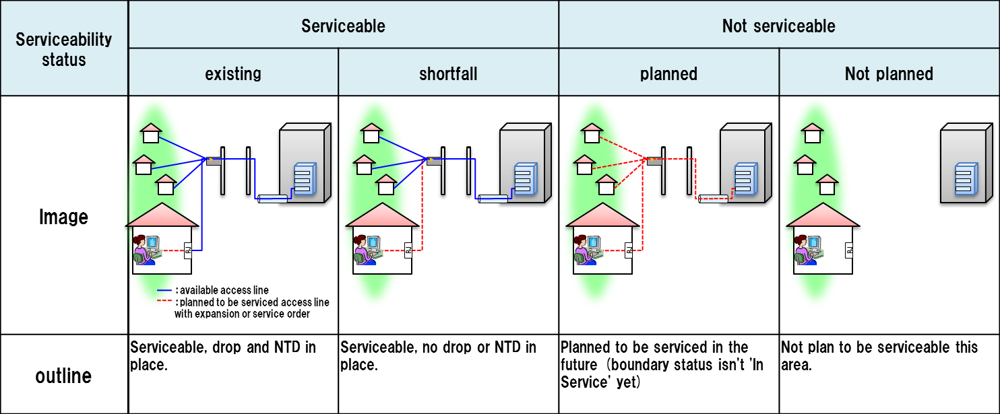 Serviceability
status
Serviceable
Not serviceable
existing
shortfall
planned
Not planned
Image
RJ
RJ
RJ
RJ
: available access line
: planned to be serviced access line
with expansion or service order
outline
Serviceable, drop and NTD in
place.
Serviceable, no drop or NTD in
place.
Planned to be serviced in the
future (boundary status isn't 'In
Service' yet)
Not plan to be serviceable this
area.